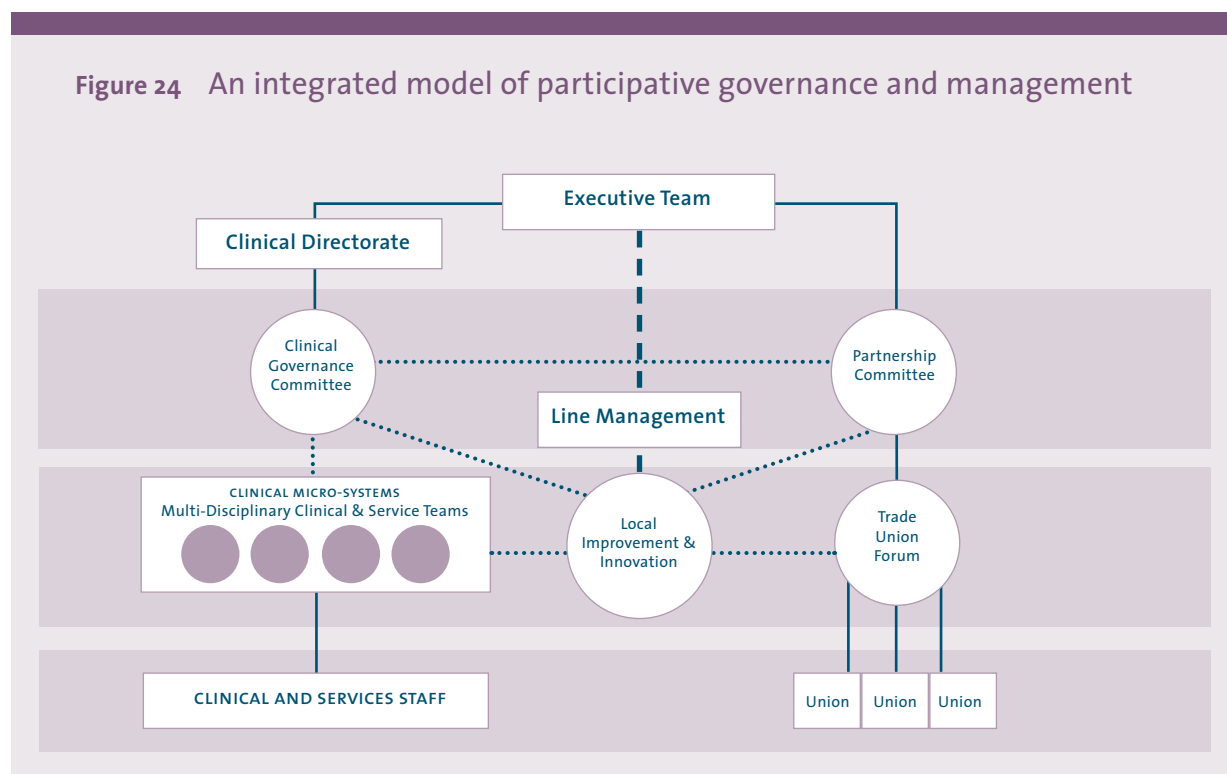 Figure 24 An integrated model of participative governance and management
Executive Team
Clinical Directorate
Clinical
Governance
Committee
Partnership
Committee
Line Management
CLINICAL MICRO-SYSTEMS
Multi-Disciplinary Clinical & Service Teams
Local
Improvement &
Innovation
Trade
Union
Forum
CLINICAL AND SERVICES STAFF
Union
Union
Union